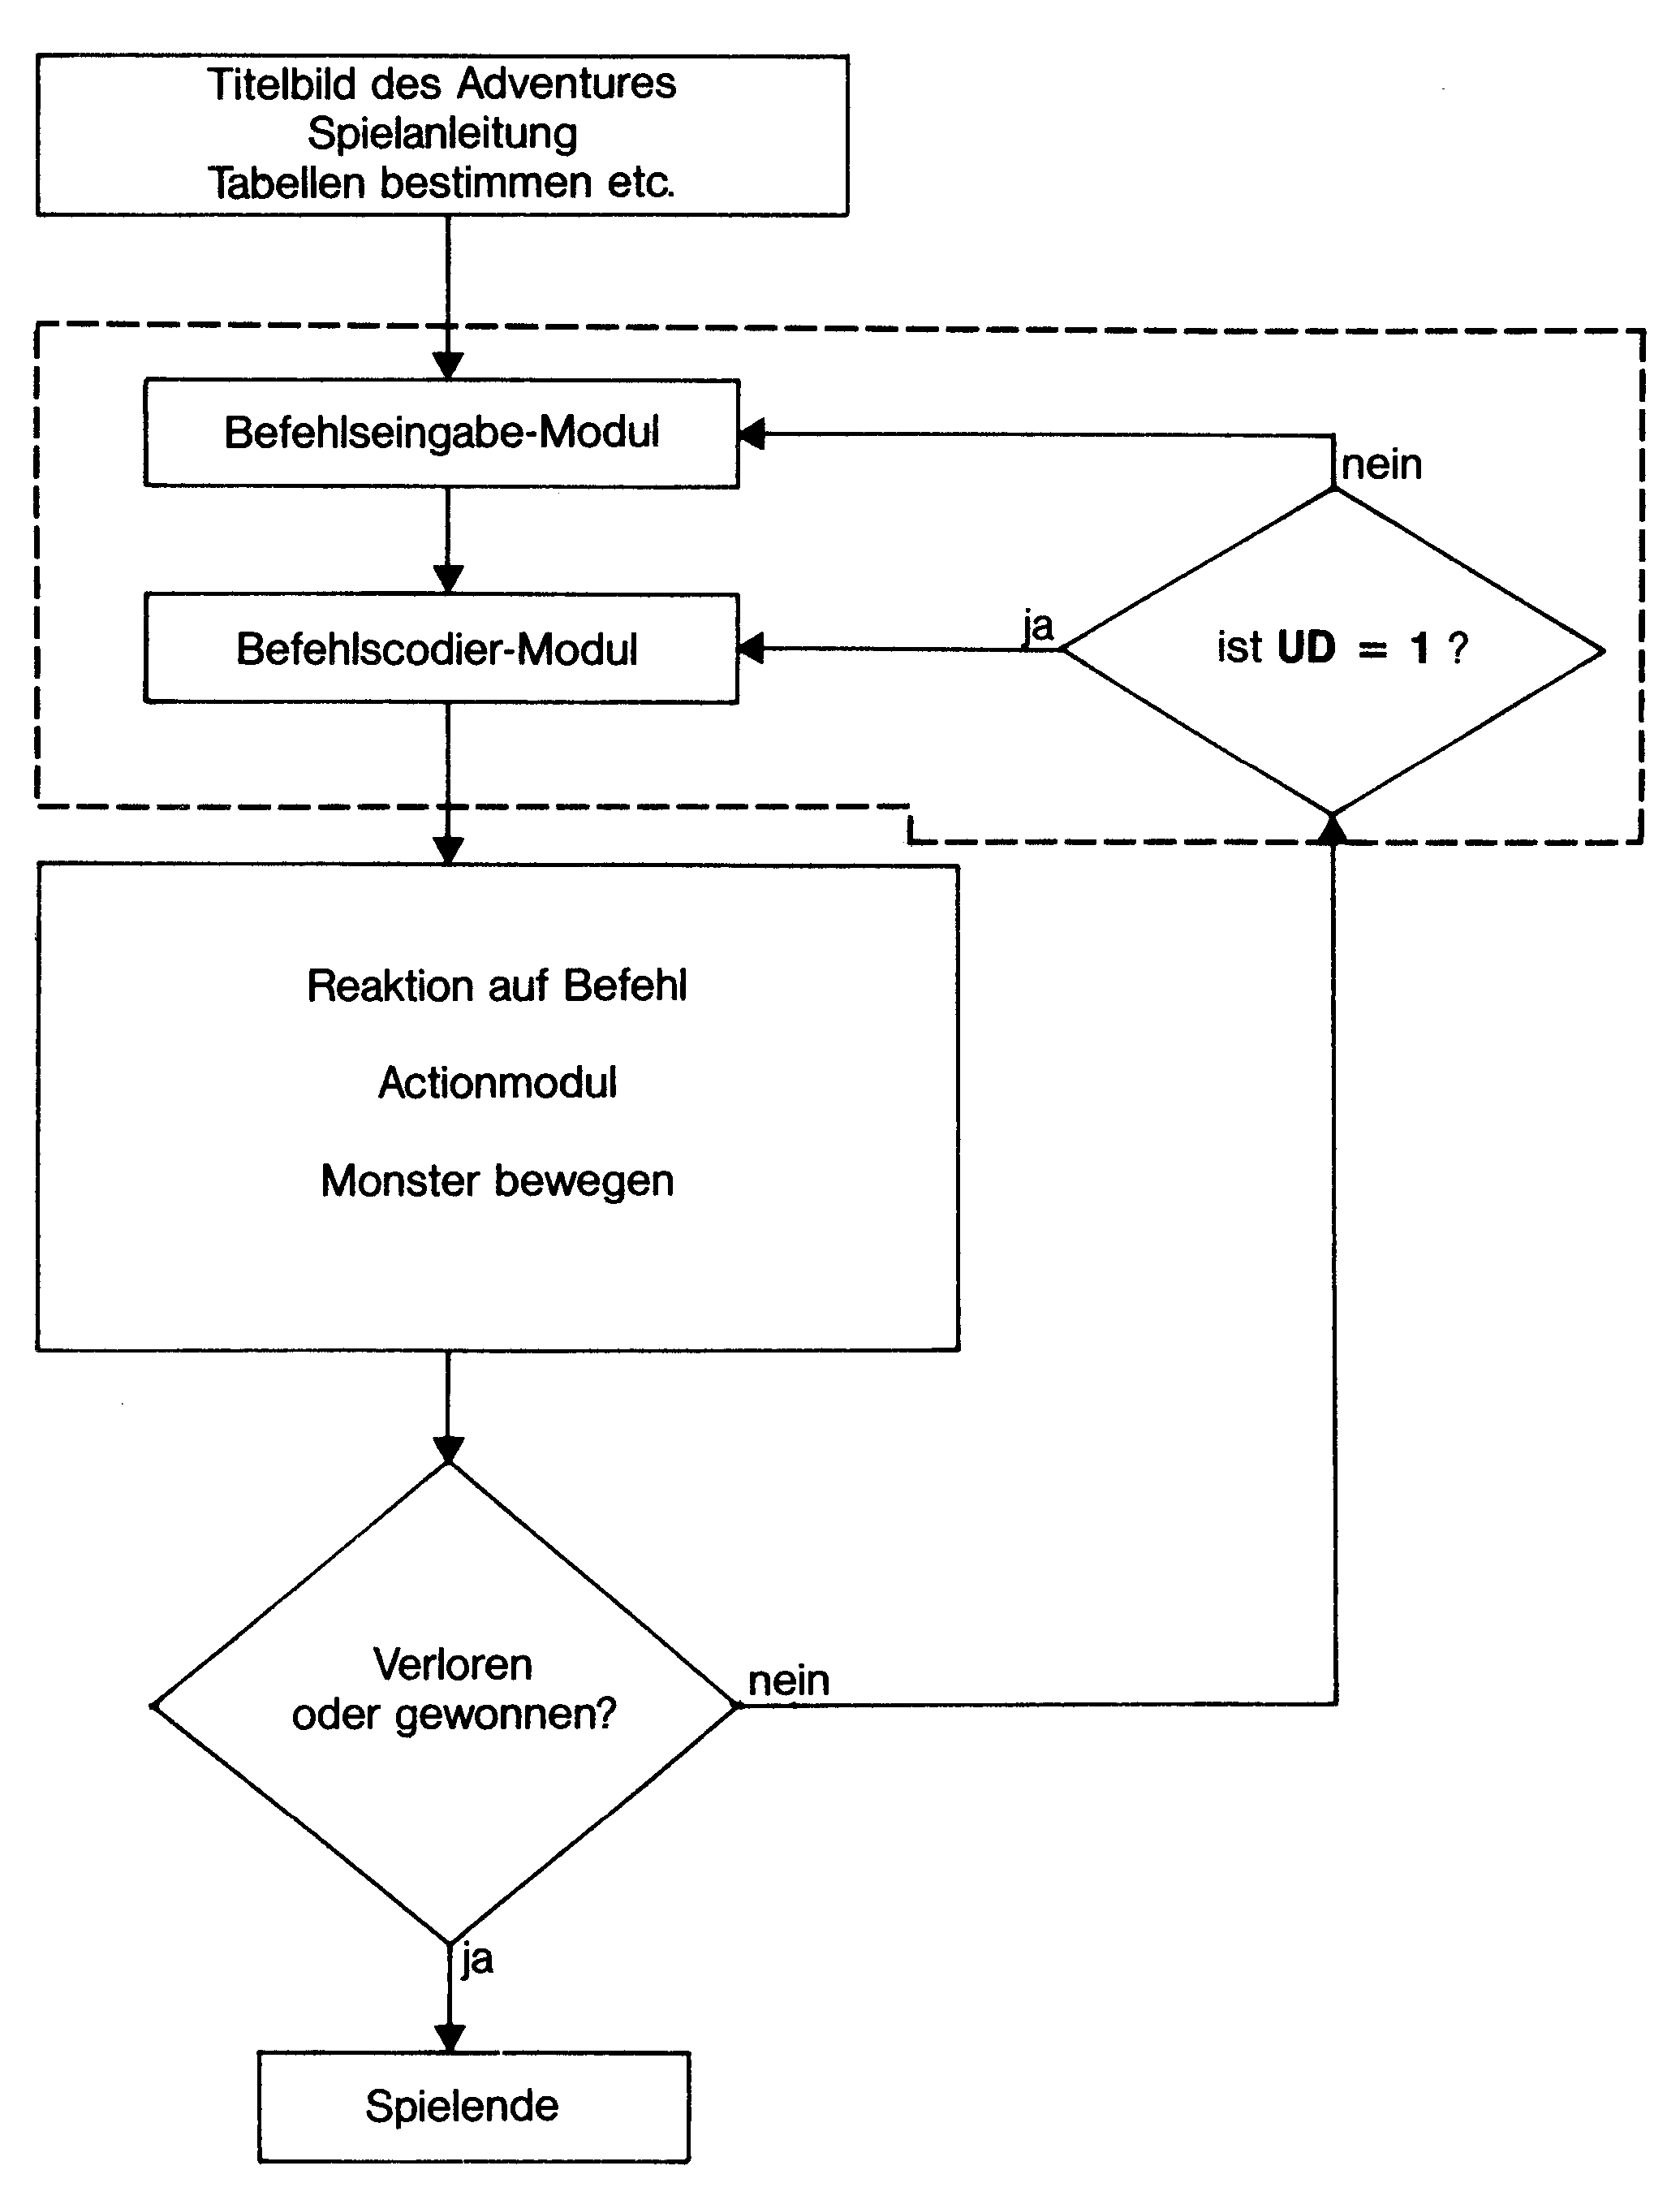 Titelbild des Adventures
Spielanleitung
Tabellen bestimmen etc.
Befehlseingabe-Modul
nein
ja
Befehlscodier-Modul
ist UD = 1 ?
Reaktion auf Befehl
Actionmodul
Monster bewegen
Verloren
oder gewonnen?
nein
ja
Spielende